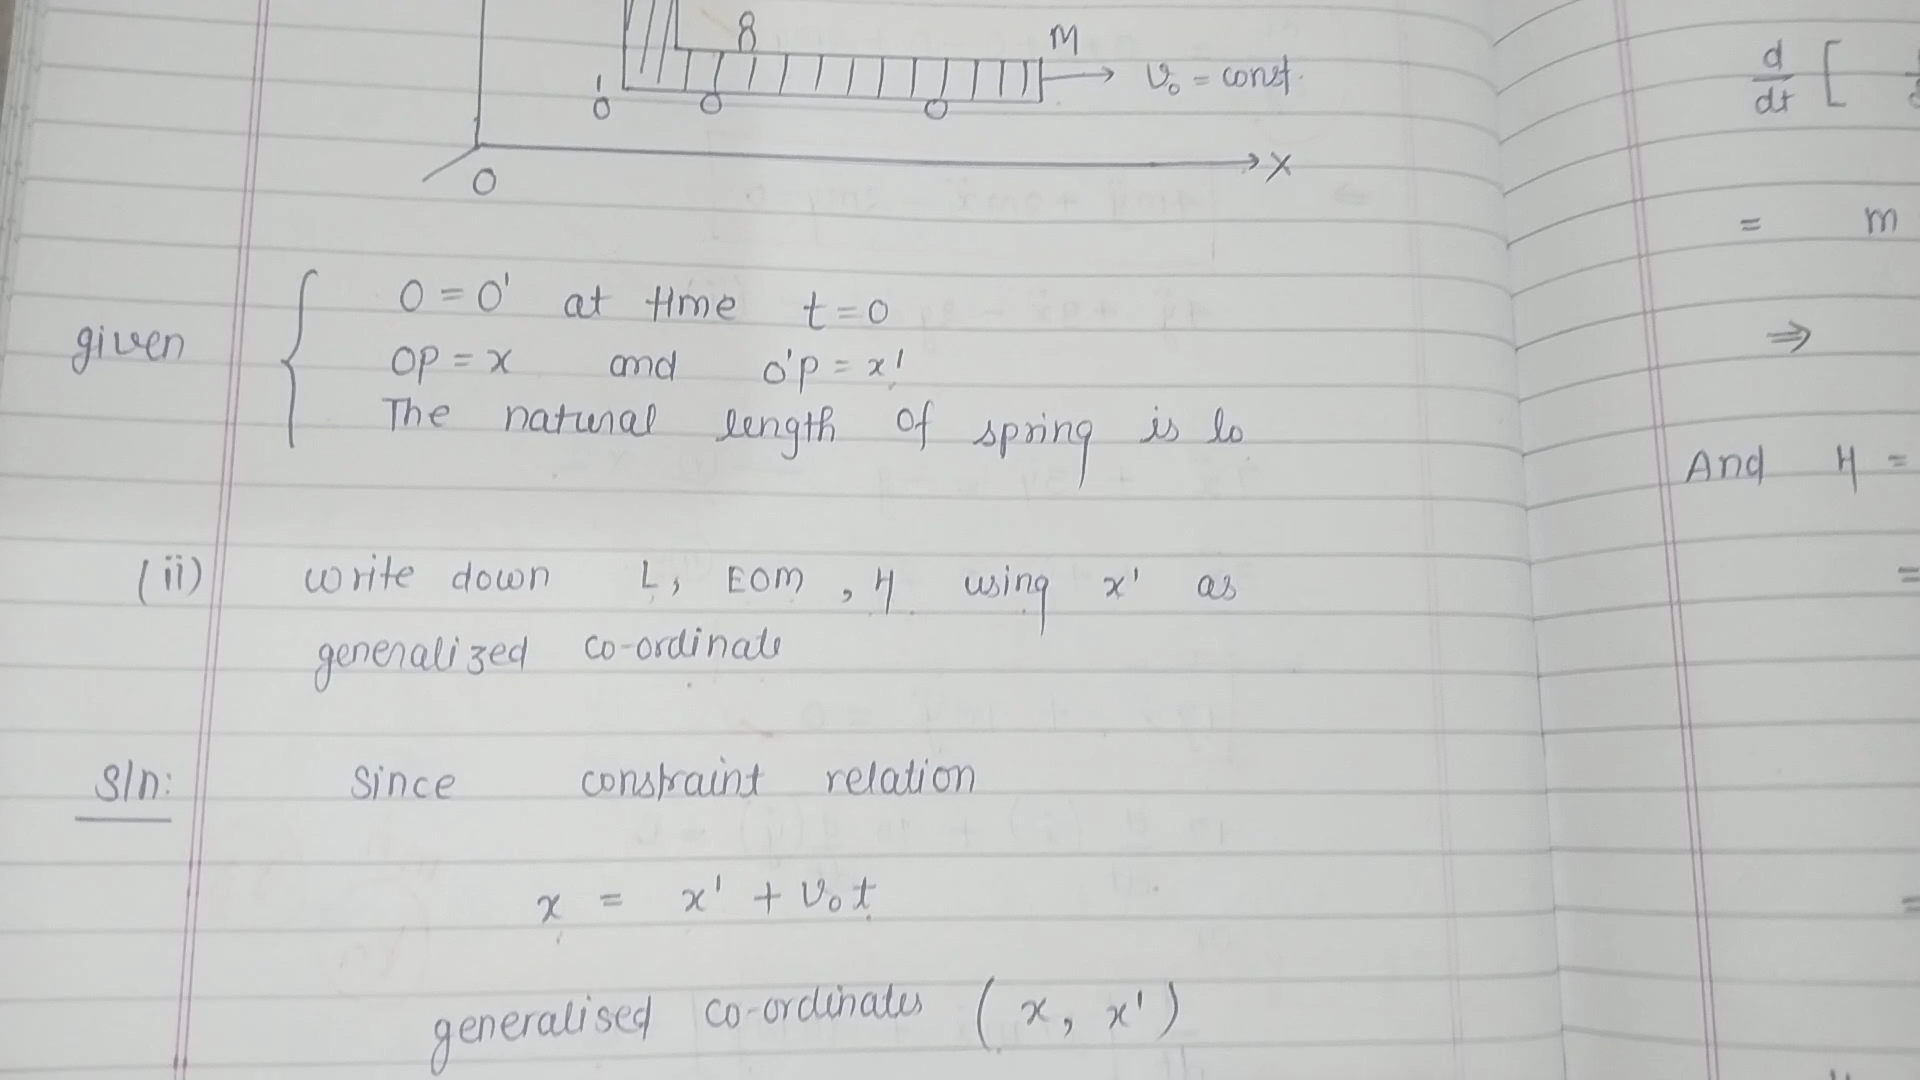 8
M
v₀ = const.
o'
O
X
given
O = O' at time t = 0
OP = x and O'P = x'
The natural length of spring is lo
(ii) write down L, EOM, H using x' as
generalized co-ordinate
Sln: Since constraint relation
x = x' + v₀t
generalised co-ordinates (x, x')
d/dt [
= m
⇒
And H =
=
=